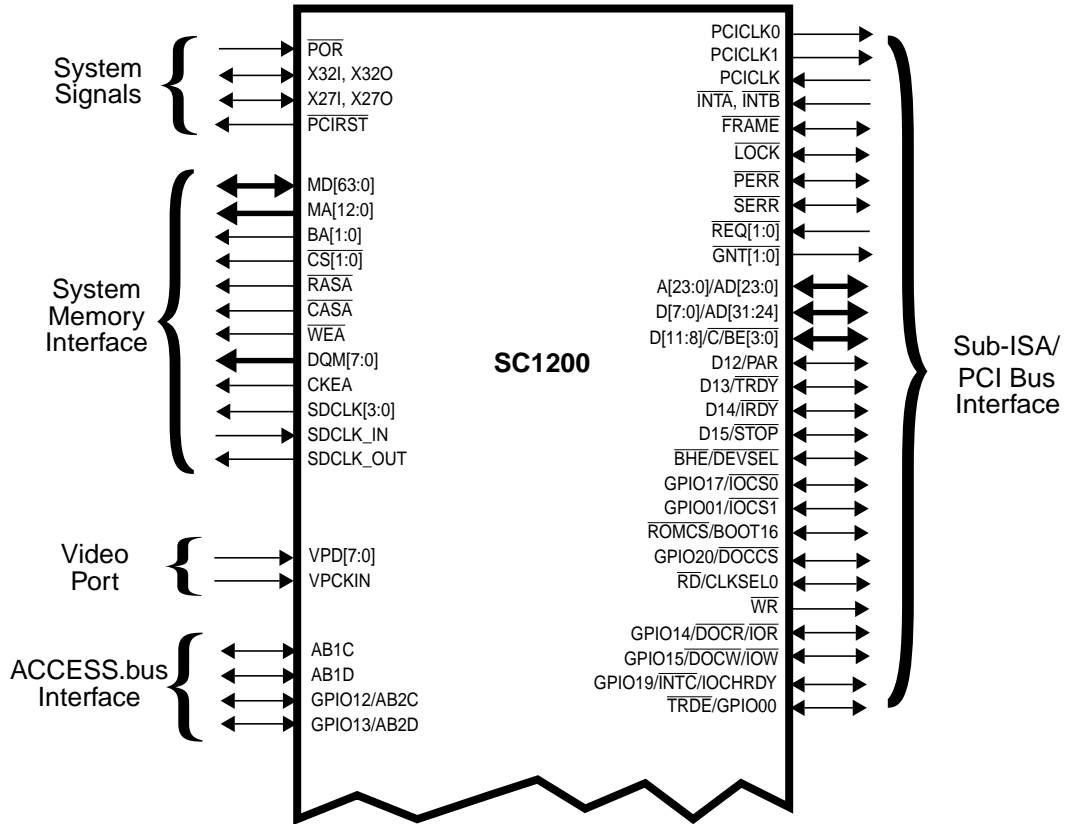 System
Signals
POR
X32I, X32O
X27I, X27O
PCIRST
System
Memory
Interface
MD[63:0]
MA[12:0]
BA[1:0]
CS[1:0]
RASA
CASA
WEA
DQM[7:0]
CKEA
SDCLK[3:0]
SDCLK_IN
SDCLK_OUT
Video
Port
VPD[7:0]
VPCKIN
ACCESS.bus
Interface
AB1C
AB1D
GPIO12/AB2C
GPIO13/AB2D
SC1200
PCICLK0
PCICLK1
PCICLK
INTA, INTB
FRAME
LOCK
PERR
SERR
REQ[1:0]
GNT[1:0]
A[23:0]/AD[23:0]
D[7:0]/AD[31:24]
D[11:8]/C/BE[3:0]
D12/PAR
D13/TRDY
D14/IRDY
D15/STOP
BHE/DEVSEL
GPIO17/IOCS0
GPIO01/IOCS1
ROMCS/BOOT16
GPIO20/DOCCS
RD/CLKSEL0
WR
GPIO14/DOCR/IOR
GPIO15/DOCW/IOW
GPIO19/INTC/IOCHRDY
TRDE/GPIO00
Sub-ISA/
PCI Bus
Interface